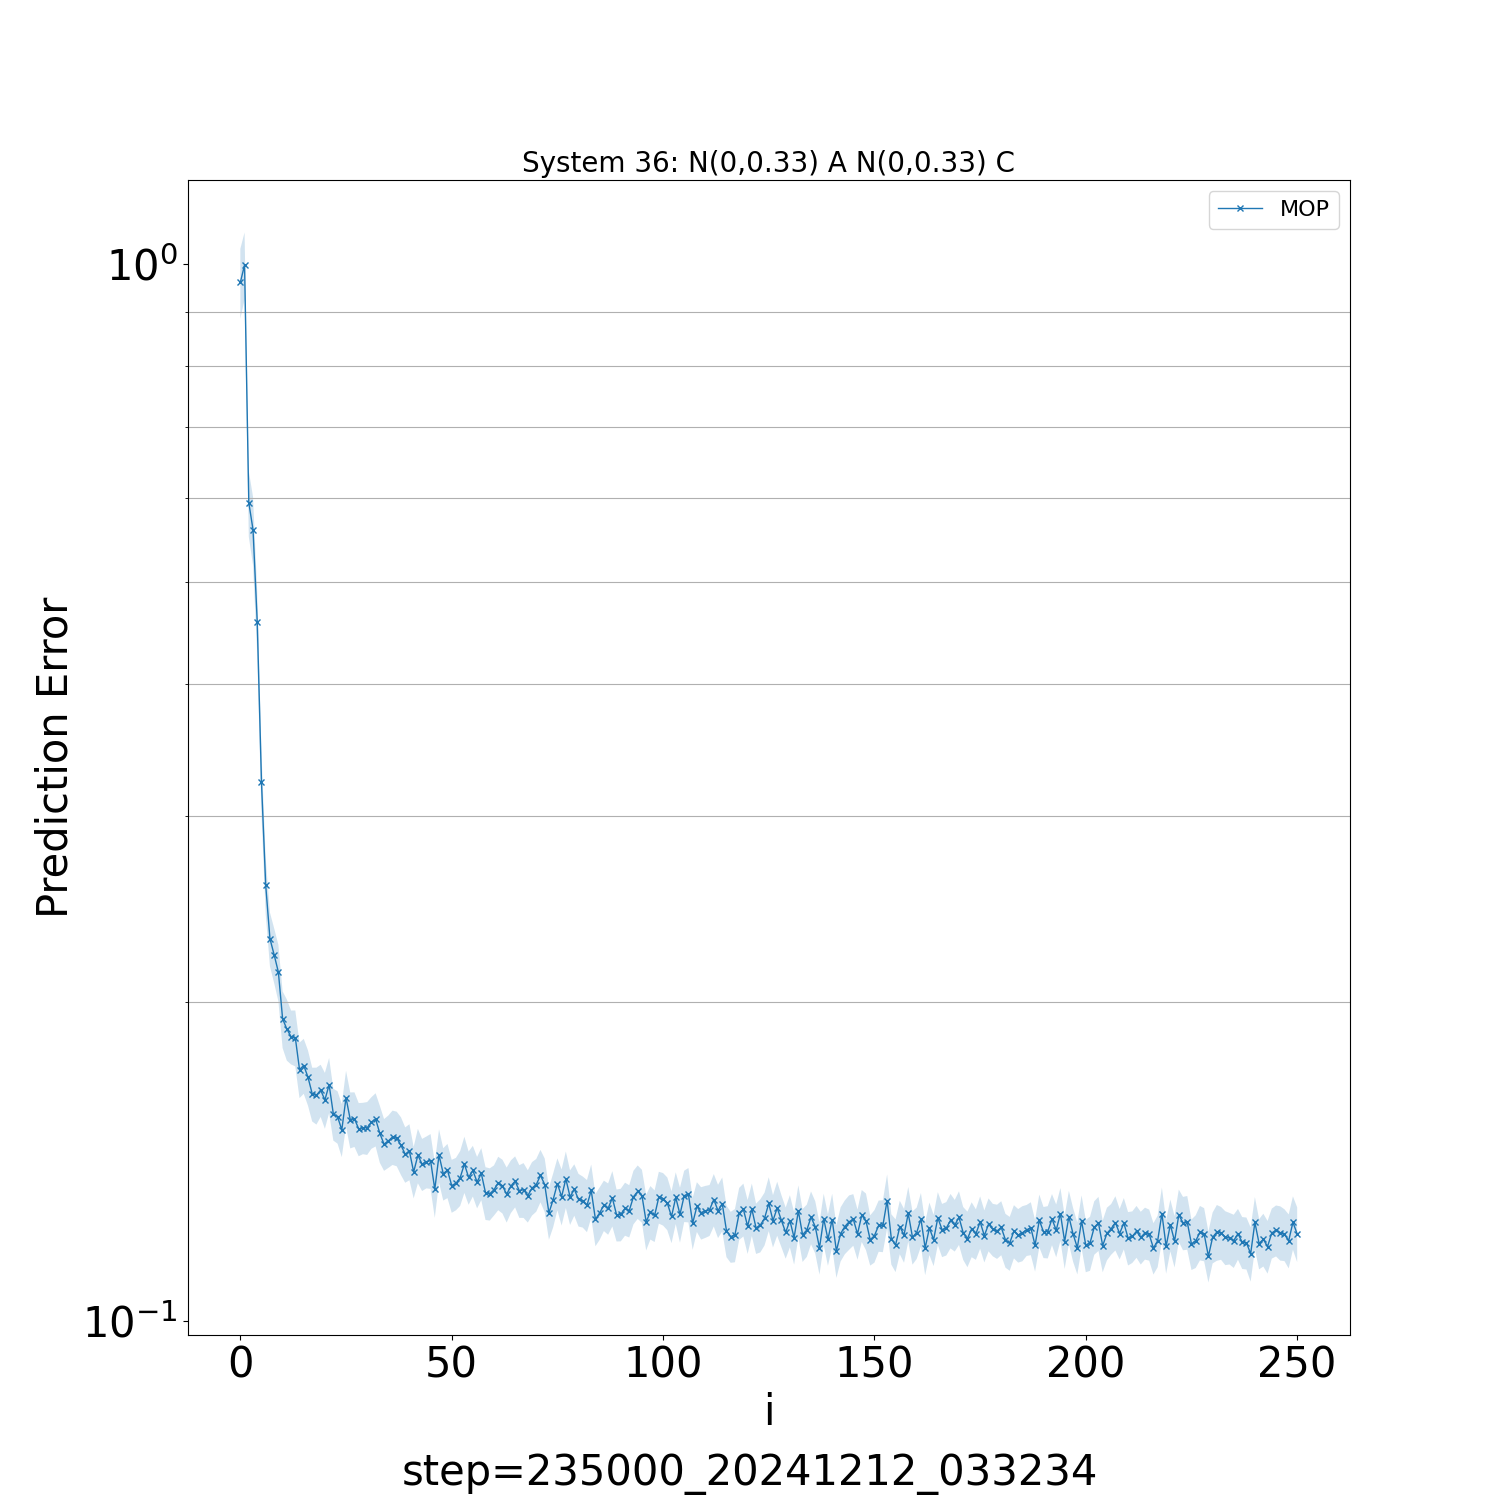 System 36: N(0,0.33) A N(0,0.33) C
MOP
10⁰
Prediction Error
10⁻¹
0 50 100 150 200 250
i
step=235000_20241212_033234